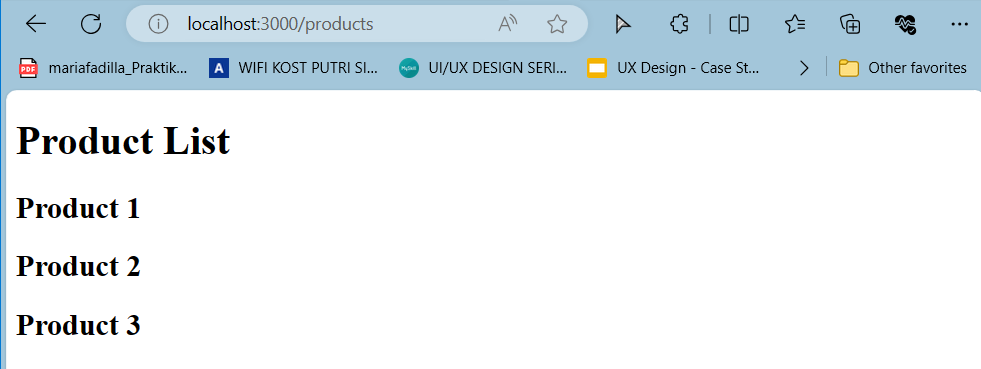 localhost:3000/products
PDF mariafadilla_Praktik... A WIFI KOST PUTRI SI... MySkill UI/UX DESIGN SERI... UX Design - Case St... Other favorites
Product List
Product 1
Product 2
Product 3